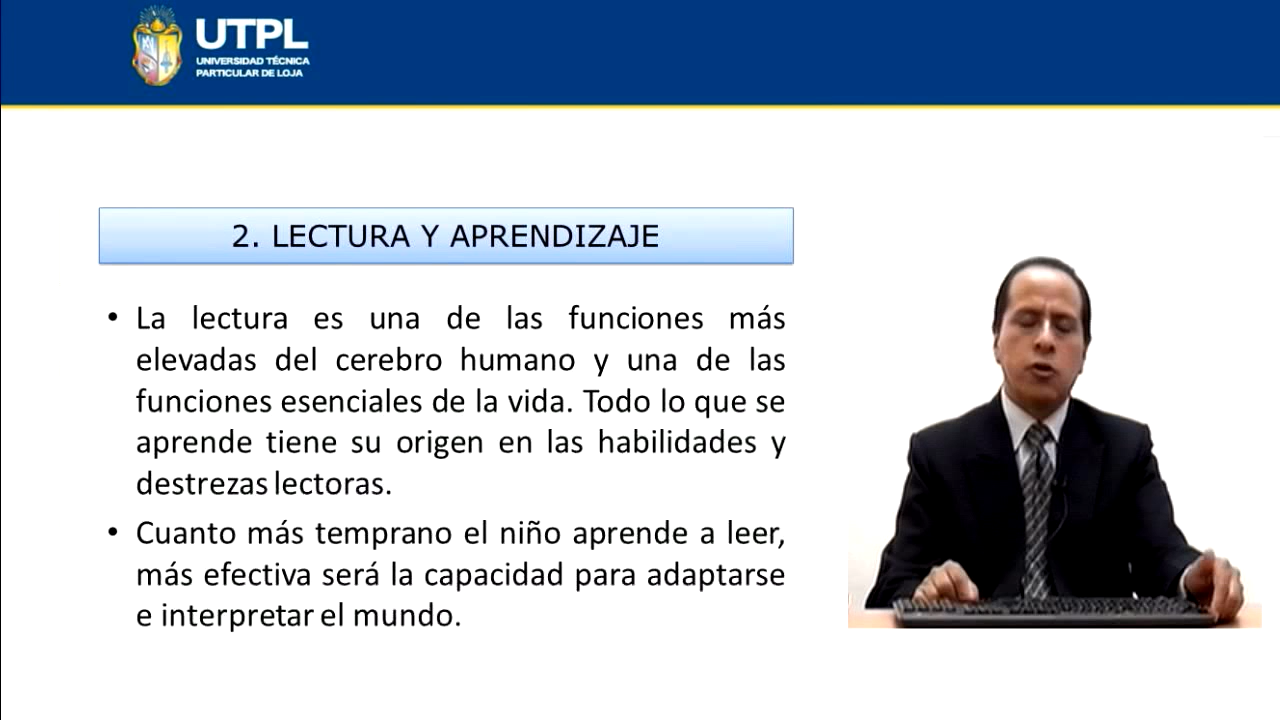 UTPL
UNIVERSIDAD TÉCNICA
PARTICULAR DE LOJA
2. LECTURA Y APRENDIZAJE
• La lectura es una de las funciones más
elevadas del cerebro humano y una de las
funciones esenciales de la vida. Todo lo que se
aprende tiene su origen en las habilidades y
destrezas lectoras.
• Cuanto más temprano el niño aprende a leer,
más efectiva será la capacidad para adaptarse
e interpretar el mundo.